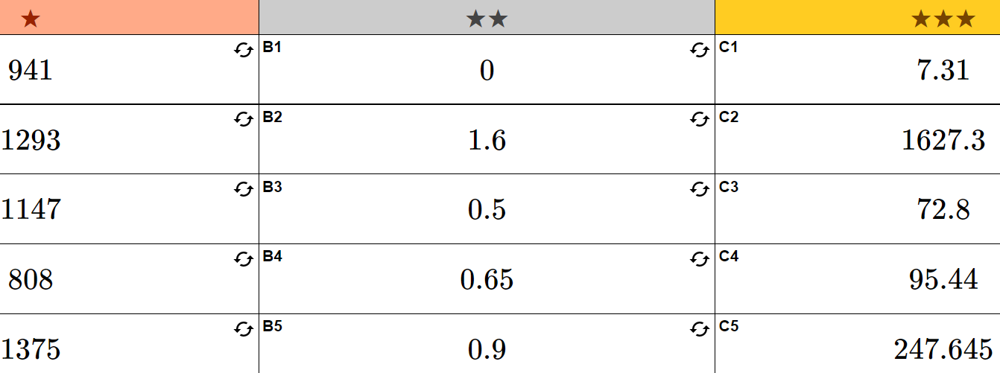 ★ ★★ ★★★
941 B1 0 C1 7.31
1293 B2 1.6 C2 1627.3
1147 B3 0.5 C3 72.8
808 B4 0.65 C4 95.44
1375 B5 0.9 C5 247.645